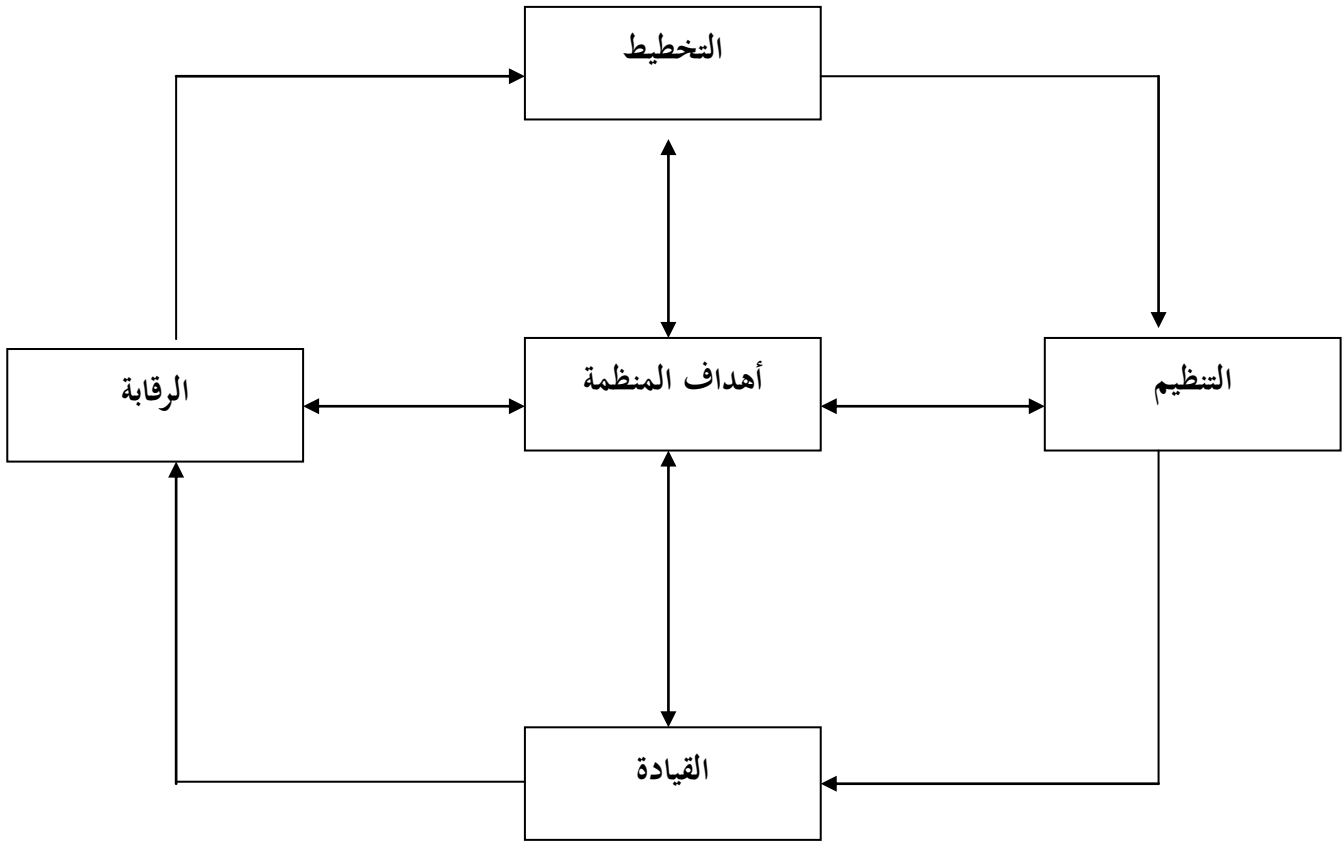 التخطيط
التنظيم
أهداف المنظمة
الرقابة
القيادة